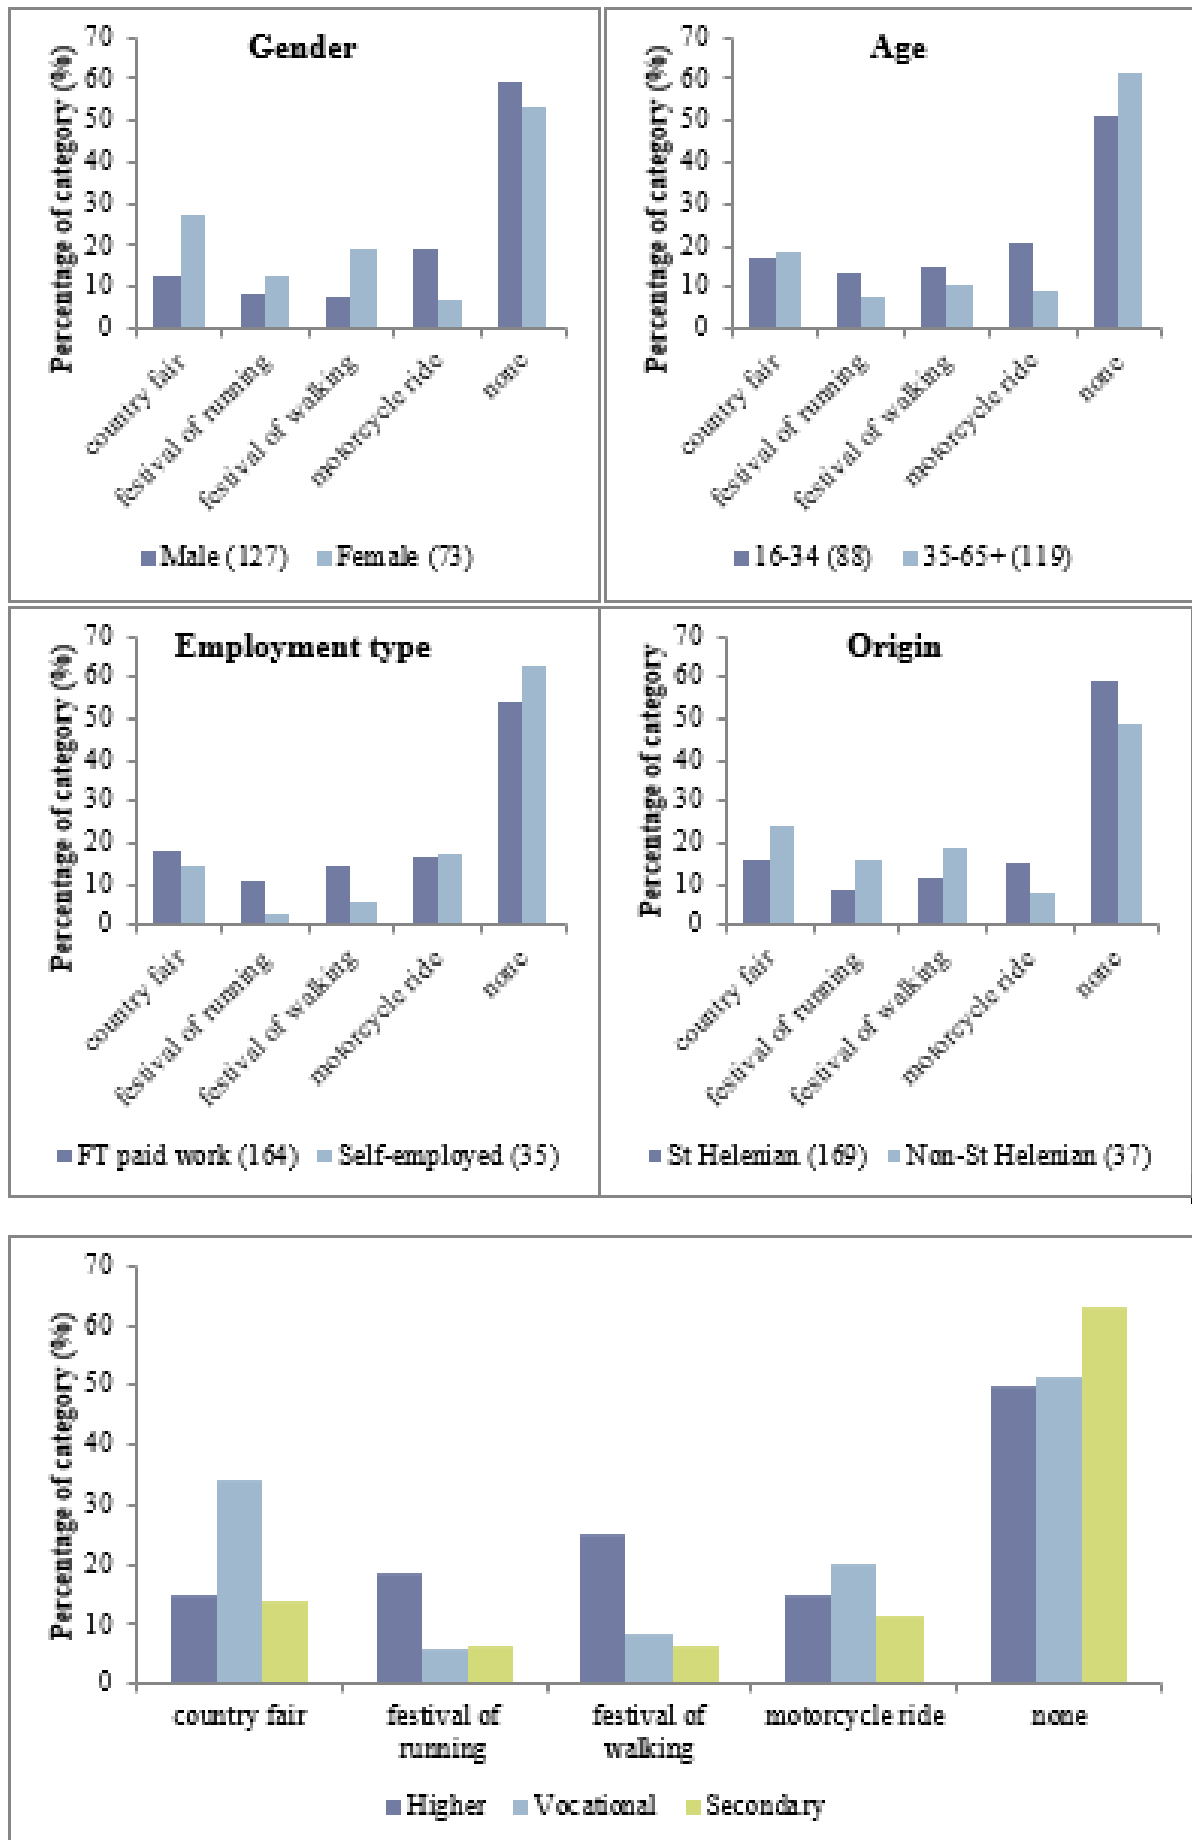 Gender
Percentage of category (%)
70
60
50
40
30
20
10
0
country fair
festival of running
festival of walking
motorcycle ride
none
Male (127) Female (73)
Age
Percentage of category (%)
70
60
50
40
30
20
10
0
country fair
festival of running
festival of walking
motorcycle ride
none
16-34 (88) 35-65+ (119)
Employment type
Percentage of category (%)
70
60
50
40
30
20
10
0
country fair
festival of running
festival of walking
motorcycle ride
none
FT paid work (164) Self-employed (35)
Origin
Percentage of category
70
60
50
40
30
20
10
0
country fair
festival of running
festival of walking
motorcycle ride
none
St Helenian (169) Non-St Helenian (37)
Percentage of category (%)
70
60
50
40
30
20
10
0
country fair
festival of
running
festival of
walking
motorcycle ride
none
Higher Vocational Secondary